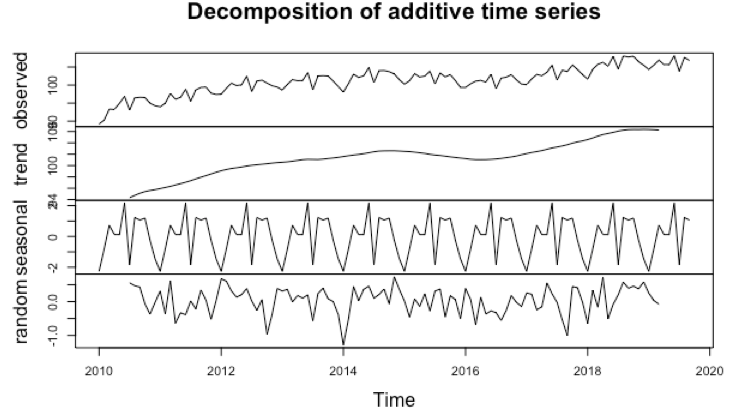 Decomposition of additive time series
observed
100
trend
100
seasonal
0
-2
random
0.0
-1.0
2010 2012 2014 2016 2018 2020
Time